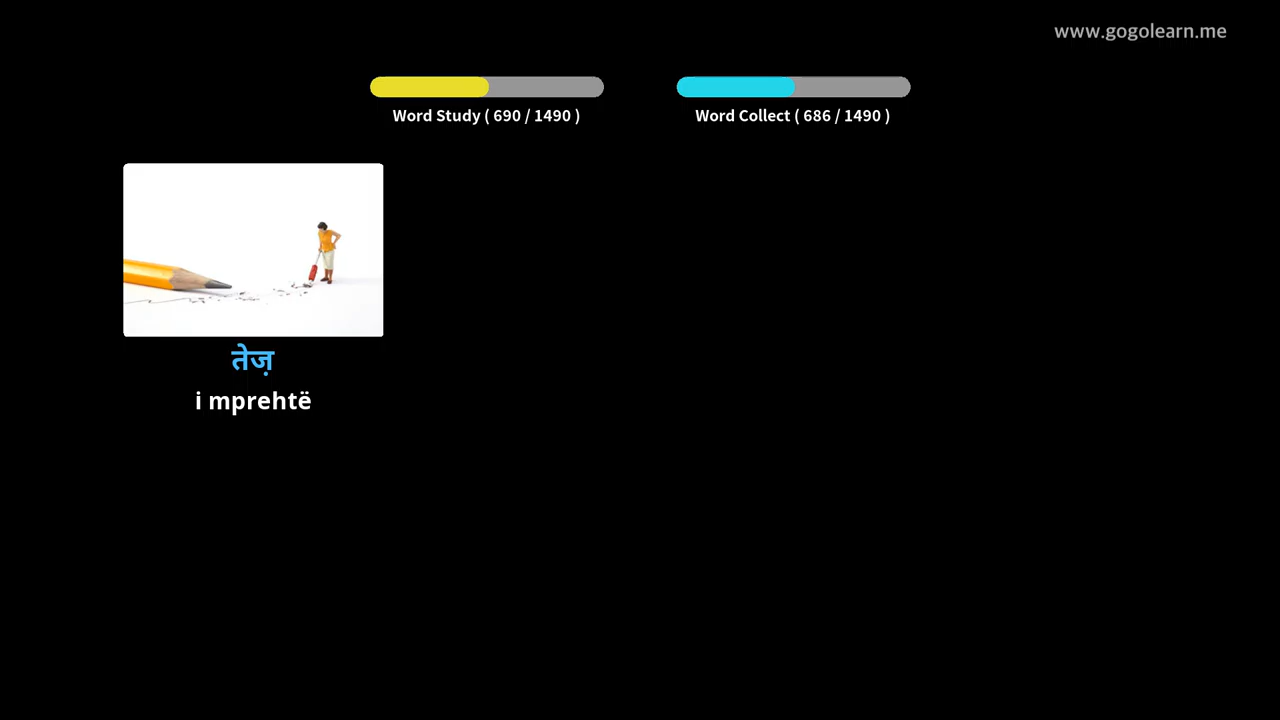 www.gogolearn.me
Word Study ( 690 / 1490 )
Word Collect ( 686 / 1490 )
तेज़
i mprehtë